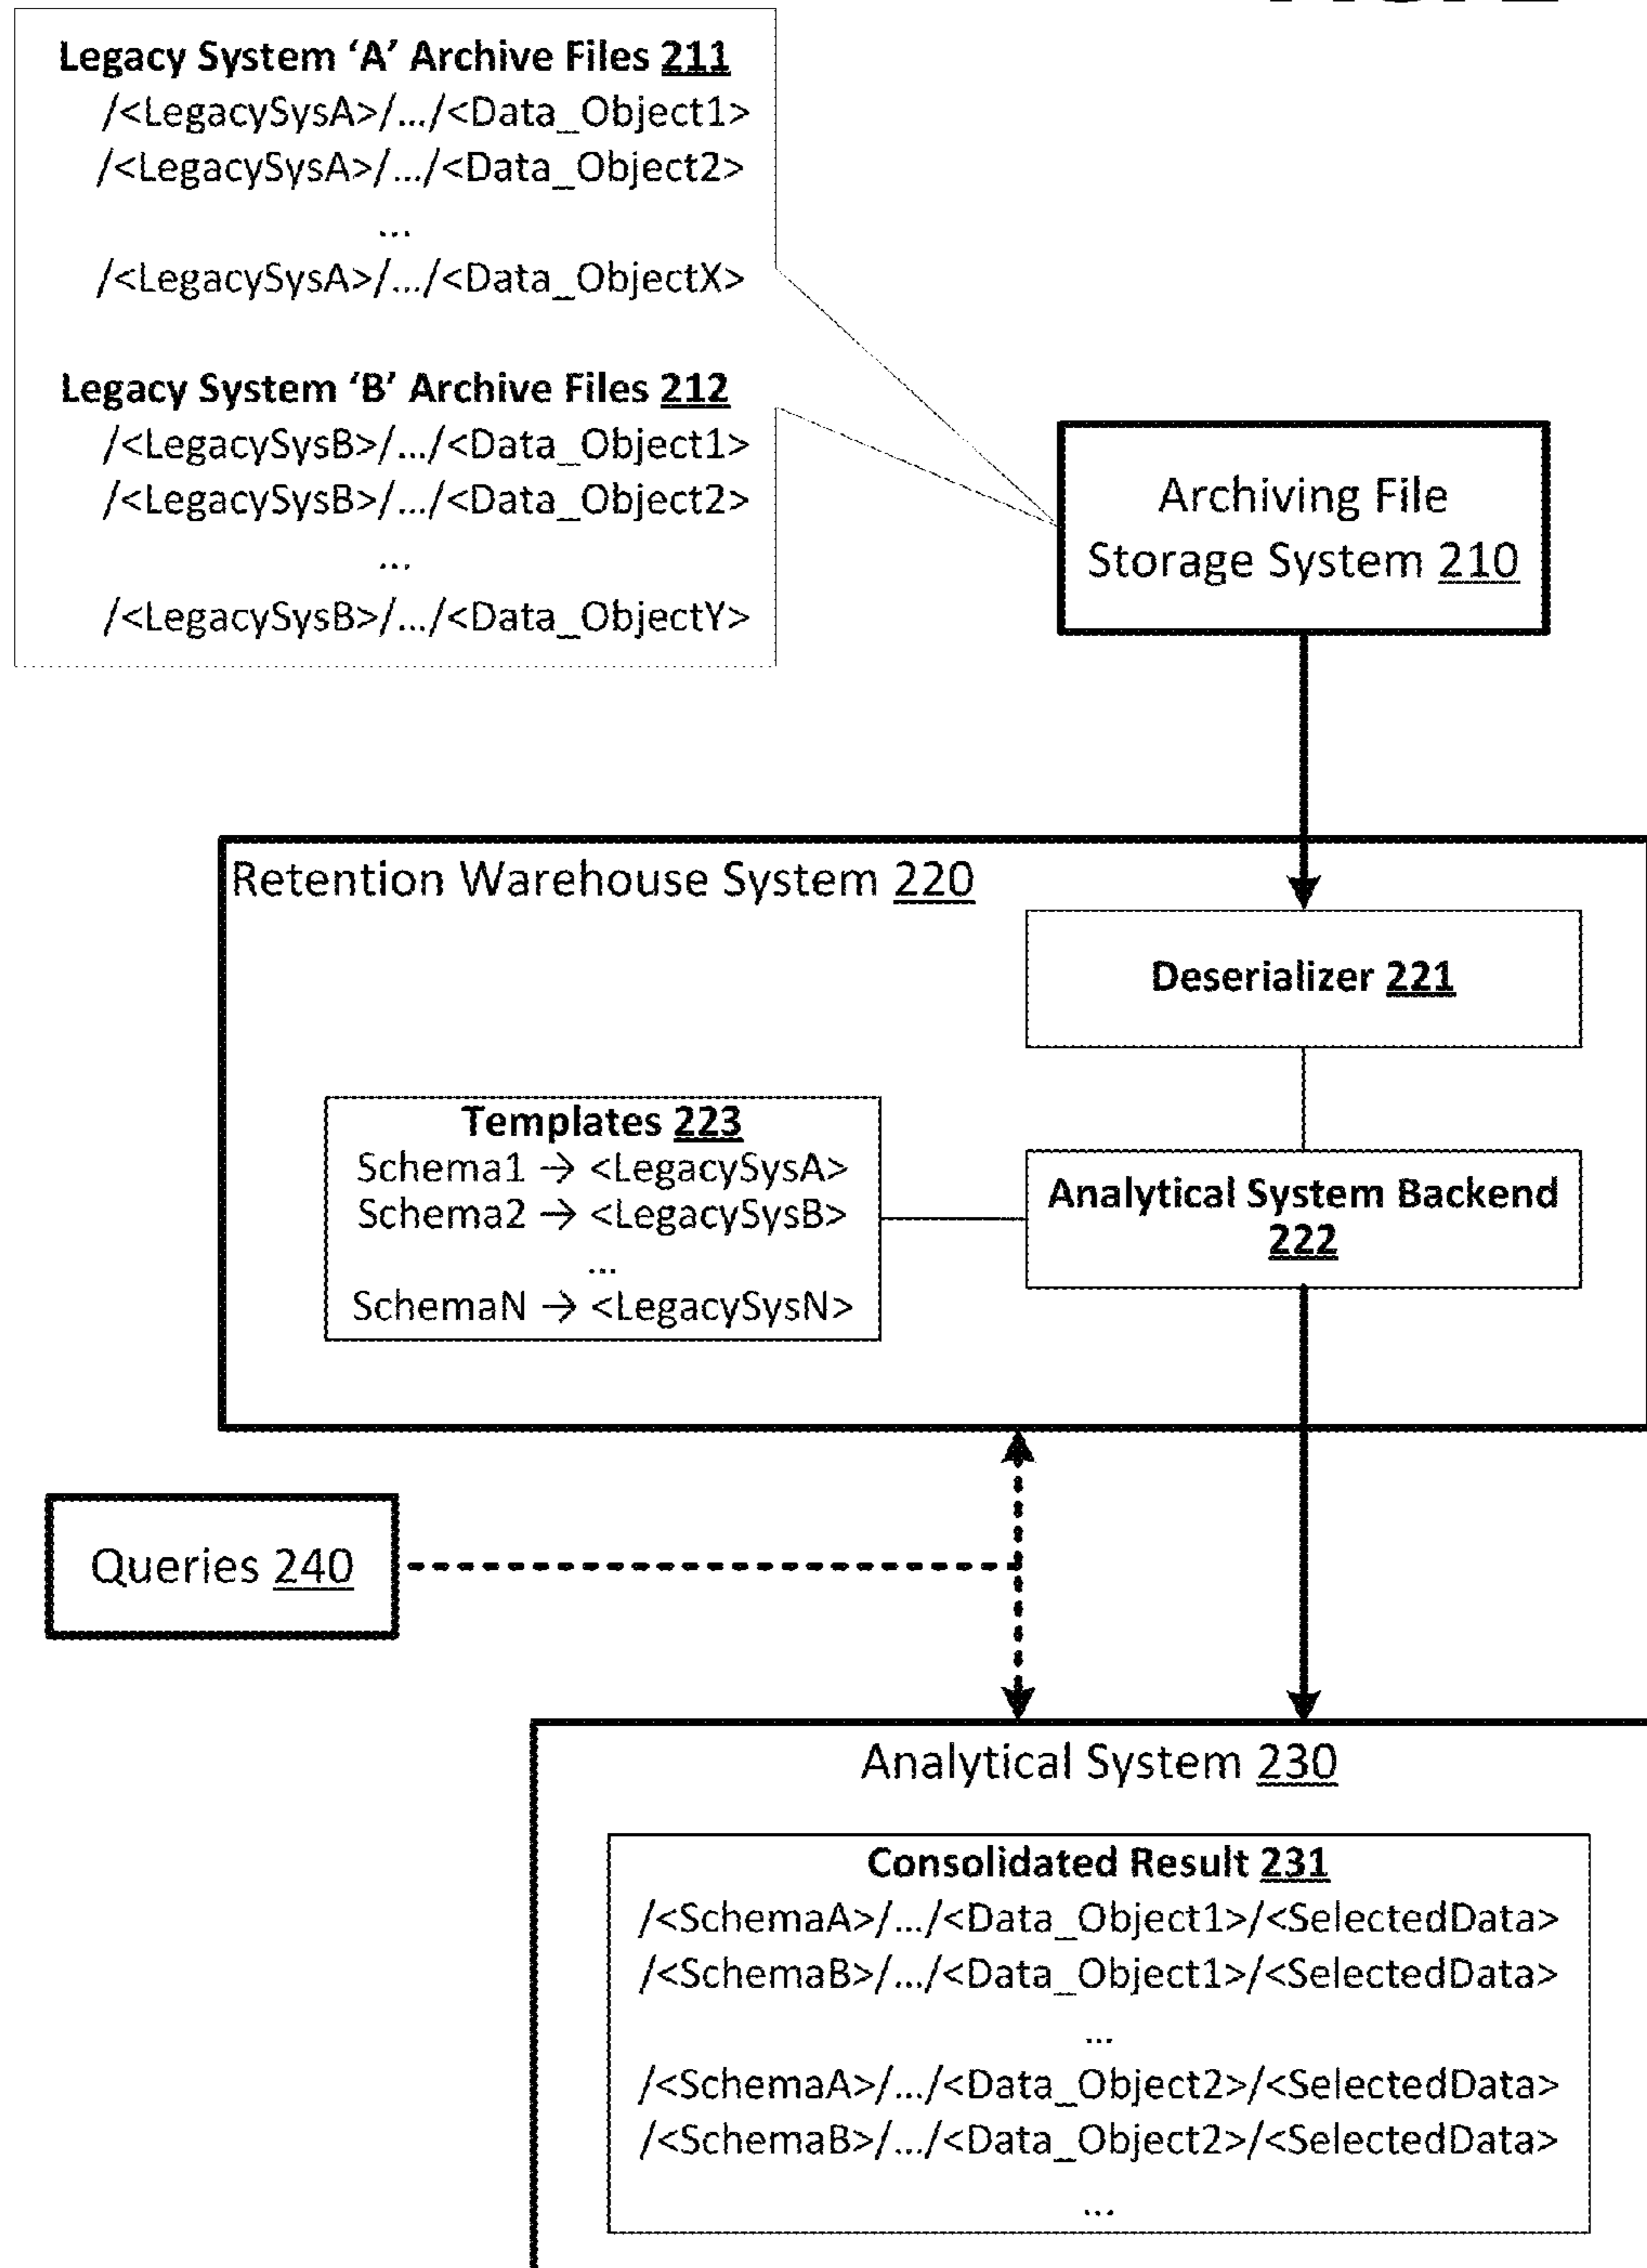 Legacy System ‘A’ Archive Files 211
/<LegacySysA>/.../<Data_Object1>
/<LegacySysA>/.../<Data_Object2>
...
/<LegacySysA>/.../<Data_ObjectX>
Legacy System ‘B’ Archive Files 212
/<LegacySysB>/.../<Data_Object1>
/<LegacySysB>/.../<Data_Object2>
...
/<LegacySysB>/.../<Data_ObjectY>
Archiving File
Storage System 210
Retention Warehouse System 220
Deserializer 221
Templates 223
Schema1 → <LegacySysA>
Schema2 → <LegacySysB>
...
SchemaN → <LegacySysN>
Analytical System Backend
222
Queries 240
Analytical System 230
Consolidated Result 231
/<SchemaA>/.../<Data_Object1>/<SelectedData>
/<SchemaB>/.../<Data_Object1>/<SelectedData>
...
/<SchemaA>/.../<Data_Object2>/<SelectedData>
/<SchemaB>/.../<Data_Object2>/<SelectedData>
...